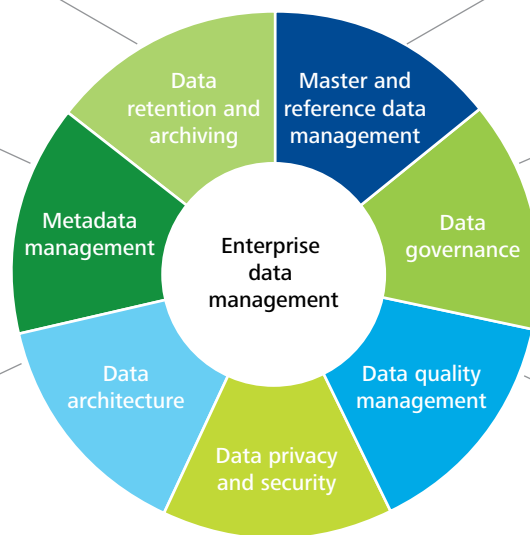 Data
retention and
archiving
Master and
reference data
management
Metadata
management
Enterprise
data
management
Data
governance
Data
architecture
Data quality
management
Data privacy
and security